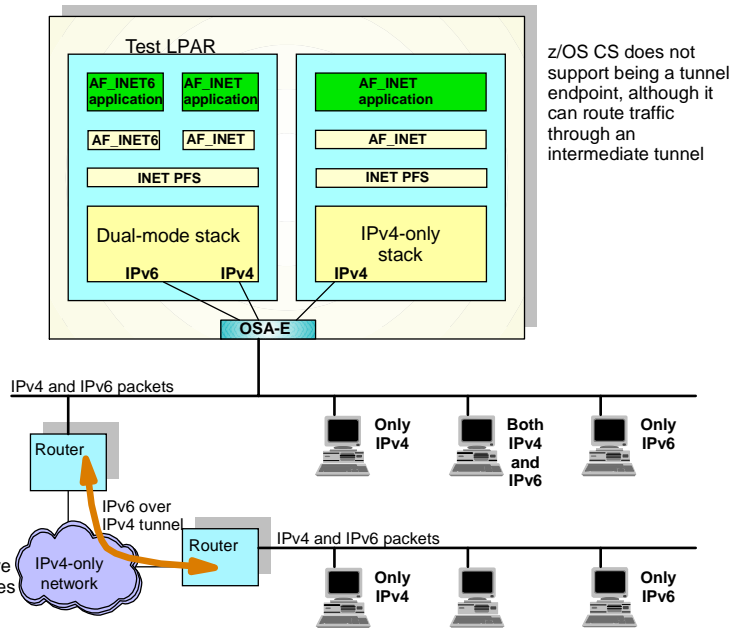 Test LPAR
z/OS CS does not
support being a tunnel
endpoint, although it
can route traffic
through an
intermediate tunnel
AF_INET6
application
AF_INET
application
AF_INET
application
AF_INET6
AF_INET
AF_INET
INET PFS
INET PFS
Dual-mode stack
IPv6
IPv4
IPv4-only
stack
IPv4
OSA-E
IPv4 and IPv6 packets
Router
Only
IPv4
Both
IPv4
and
IPv6
Only
IPv6
IPv6 over
IPv4 tunnel
Router
IPv4 and IPv6 packets
IPv4-only
network
Only
IPv4
Only
IPv6